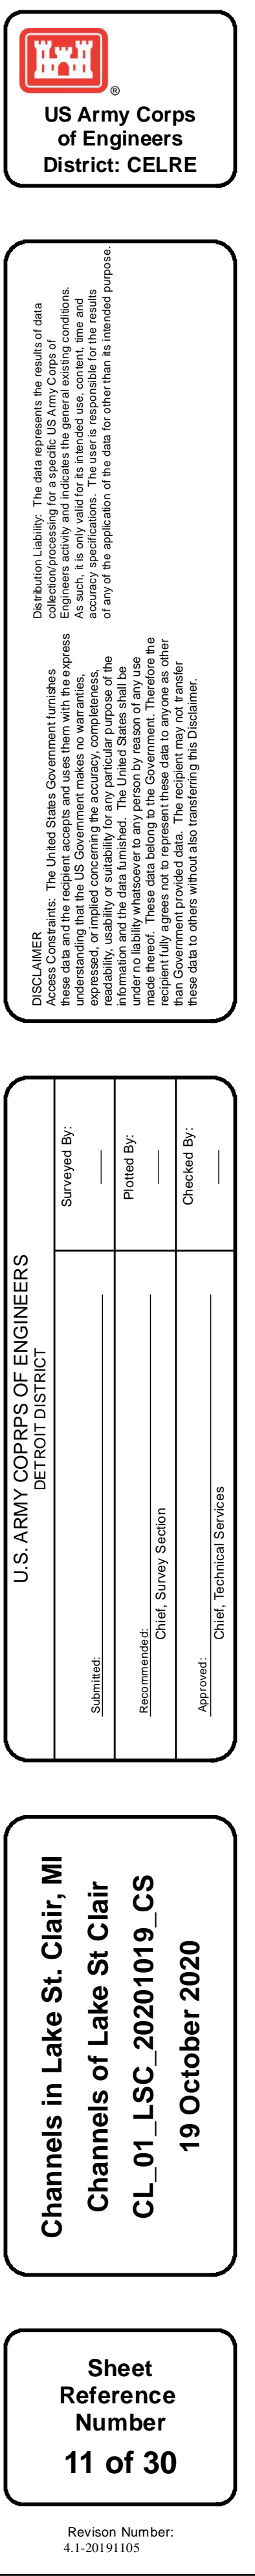 ®
US Army Corps
of Engineers
District: CELRE
DISCLAIMER
Access Constraints: The United States Government furnishes
these data and the recipient accepts and uses them with the express
understanding that the US Government makes no warranties,
expressed, or implied concerning the accuracy, completeness,
readability, usability or suitability for any particular purpose of the
information and the data furnished. The United States shall be
under no liability whatsoever to any person by reason of any use
made thereof. These data belong to the Government. Therefore the
recipient fully agrees not to represent these data to anyone as other
than Government provided data. The recipient may not transfer
these data to others without also transferring this Disclaimer.
Distribution Liability: The data represents the results of data
collection/processing for a specific US Army Corps of
Engineers activity and indicates the general existing conditions.
As such, it is only valid for its intended use, content, time and
accuracy specifications. The user is responsible for the results
of any of the application of the data for other than its intended purpose.
U.S. ARMY COPRPS OF ENGINEERS
DETROIT DISTRICT
Submitted:
Surveyed By:
Recommended:
Chief, Survey Section
Plotted By:
Approved:
Chief, Technical Services
Checked By:
Channels in Lake St. Clair, MI
Channels of Lake St Clair
CL_01_LSC_20201019_CS
19 October 2020
Sheet
Reference
Number
11 of 30
Revison Number:
4.1-20191105